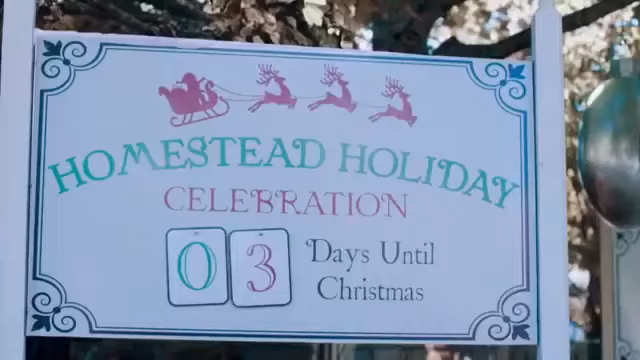 HOMESTEAD HOLIDAY
CELEBRATION
03 Days Until
Christmas